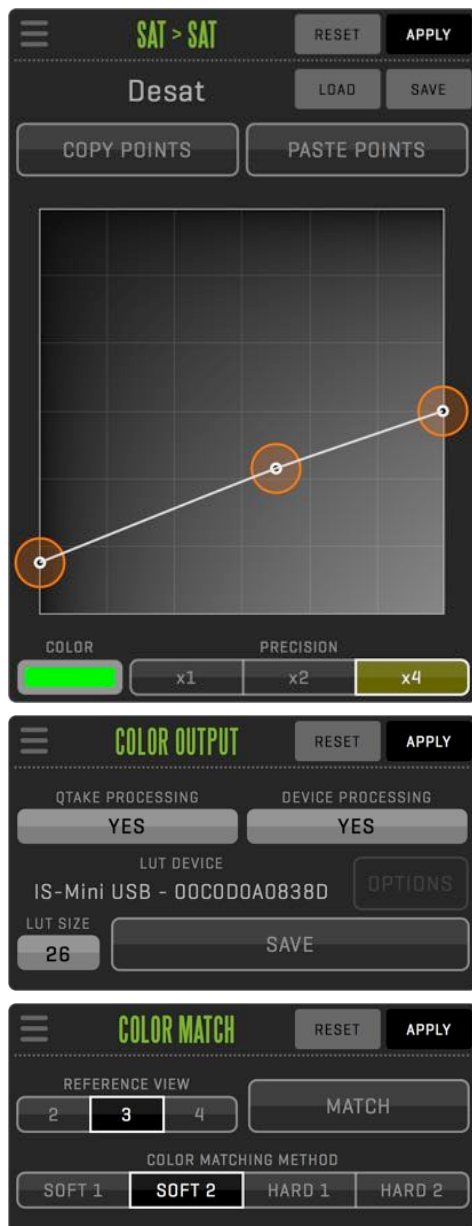 SAT > SAT RESET APPLY
Desat LOAD SAVE
COPY POINTS PASTE POINTS
COLOR PRECISION
x1 x2 x4
COLOR OUTPUT RESET APPLY
QTAKE PROCESSING DEVICE PROCESSING
YES YES
LUT DEVICE
IS-Mini USB - 00C0D0A0838D OPTIONS
LUT SIZE
26 SAVE
COLOR MATCH RESET APPLY
REFERENCE VIEW
2 3 4 MATCH
COLOR MATCHING METHOD
SOFT 1 SOFT 2 HARD 1 HARD 2